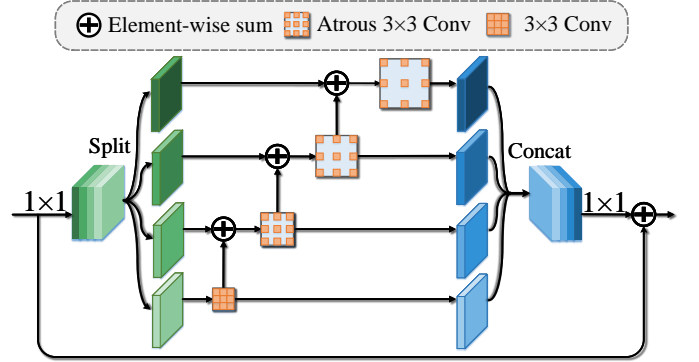 Element-wise sum Atrous 3×3 Conv 3×3 Conv
Split
Concat
1×1
1×1